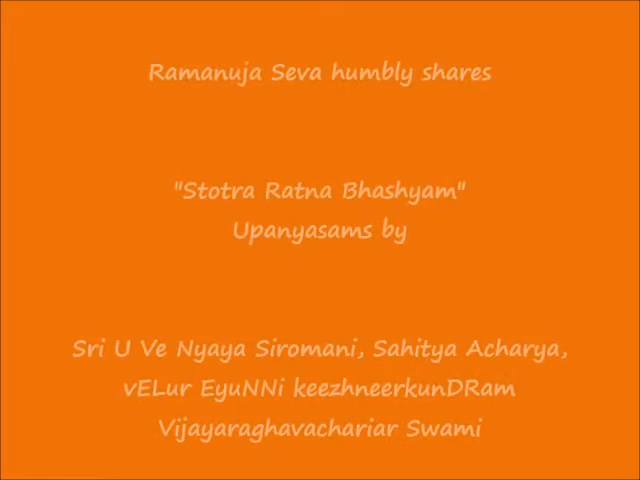 Ramanuja Seva humbly shares
"Stotra Ratna Bhashyam"
Upanyasams by
Sri U Ve Nyaya Siromani, Sahitya Acharya,
vELur EyuNNi keezhneerkunDRam
Vijayaraghavachariar Swami